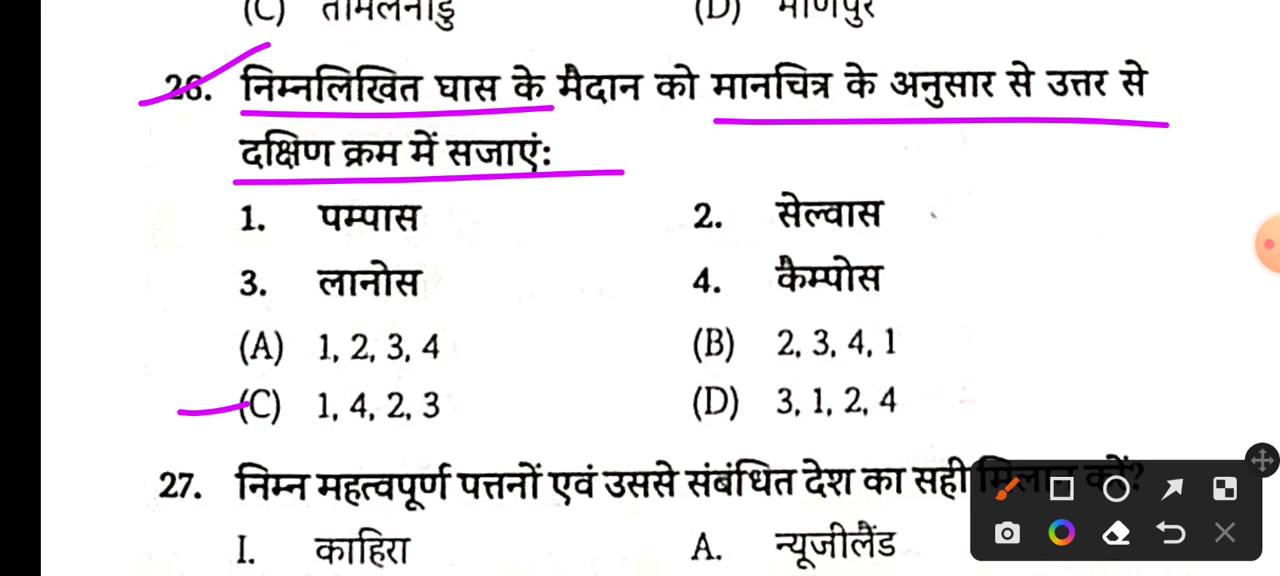 (C) तामिलनाडु (D) मणिपुर
26. निम्नलिखित घास के मैदान को मानचित्र के अनुसार से उत्तर से
दक्षिण क्रम में सजाएं:
1. पम्पास 2. सेल्वास
3. लानोस 4. कैम्पोस
(A) 1, 2, 3, 4 (B) 2, 3, 4, 1
(C) 1, 4, 2, 3 (D) 3, 1, 2, 4
27. निम्न महत्वपूर्ण पत्तनों एवं उससे संबंधित देश का सही मिलान करें?
I. काहिरा A. न्यूजीलैंड